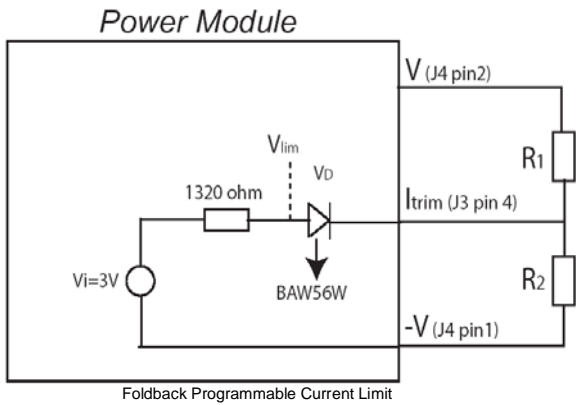 Power Module
V (J4 pin2)
Vlim
VD
R1
1320 ohm
Itrim (J3 pin 4)
Vi=3V
BAW56W
R2
-V (J4 pin1)
Foldback Programmable Current Limit